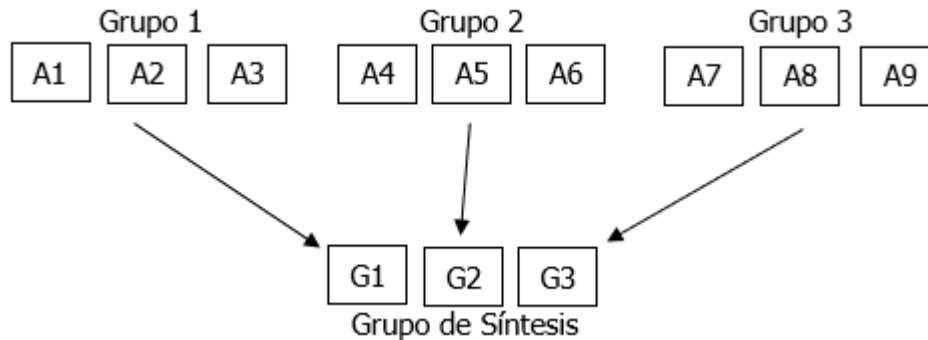 Grupo 1 Grupo 2 Grupo 3
A1 A2 A3 A4 A5 A6 A7 A8 A9
G1 G2 G3
Grupo de Síntesis